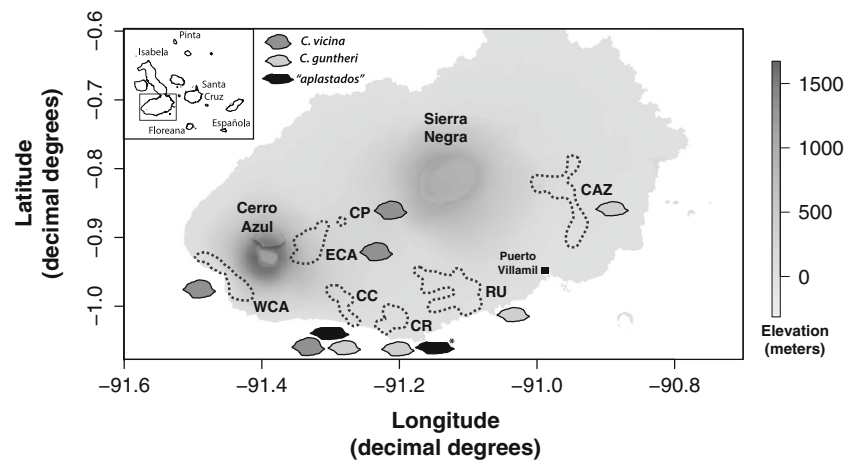 Pinta
Isabela
Santa
Cruz
Floreana
Española
C. vicina
C. guntheri
"aplastados"
Sierra
Negra
Cerro
Azul
CP
ECA
WCA
CC
CR
RU
CAZ
Puerto
Villamil
*
Latitude
(decimal degrees)
−0.6
−0.7
−0.8
−0.9
−1.0
−91.6
−91.4
−91.2
−91.0
−90.8
Longitude
(decimal degrees)
1500
1000
500
0
Elevation
(meters)